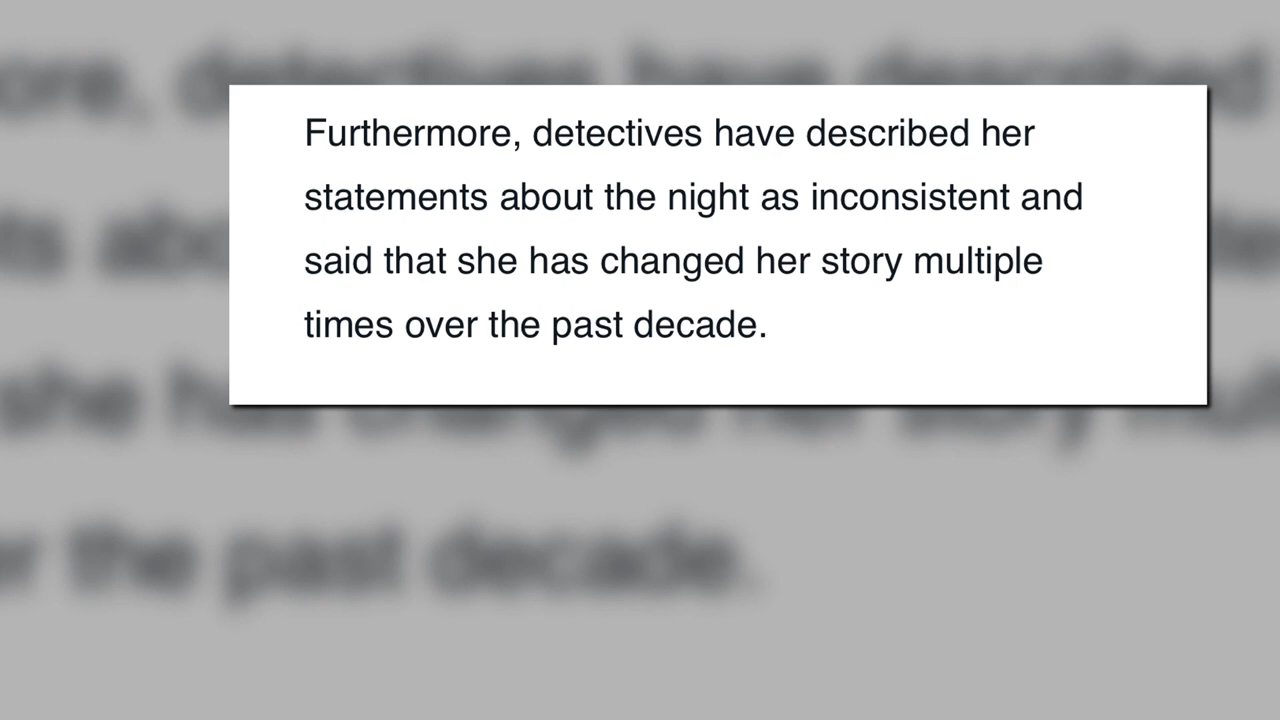 Furthermore, detectives have described her
statements about the night as inconsistent and
said that she has changed her story multiple
times over the past decade.